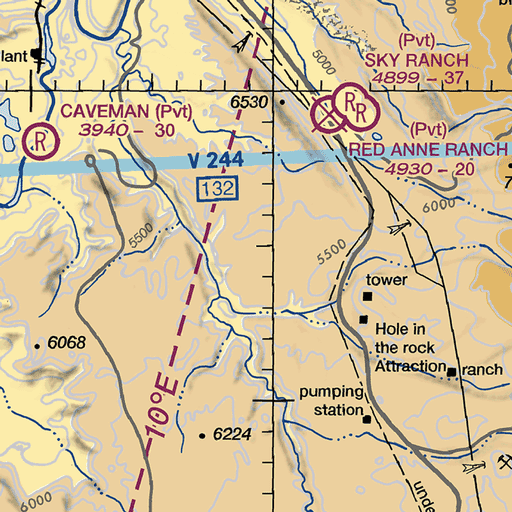 (Pvt)
SKY RANCH
4899 - 37
5000
lant
6530
CAVEMAN (Pvt)
3940 - 30
R
R
R
(Pvt)
RED ANNE RANCH
4930 - 20
V 244
132
6000
7
5500
5500
tower
Hole in
the rock
Attraction
ranch
6068
10°E
pumping
station
6224
6000
unde